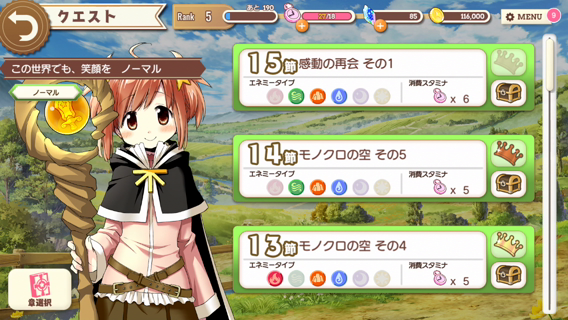 クエスト
Rank 5
あと 190
27/18
85
116,000
MENU
9
この世界でも、笑顔を ノーマル
ノーマル
章選択
15節 感動の再会 その1
エネミータイプ
消費スタミナ
x 6
14節 モノクロの空 その5
エネミータイプ
消費スタミナ
x 5
13節 モノクロの空 その4
エネミータイプ
消費スタミナ
x 5